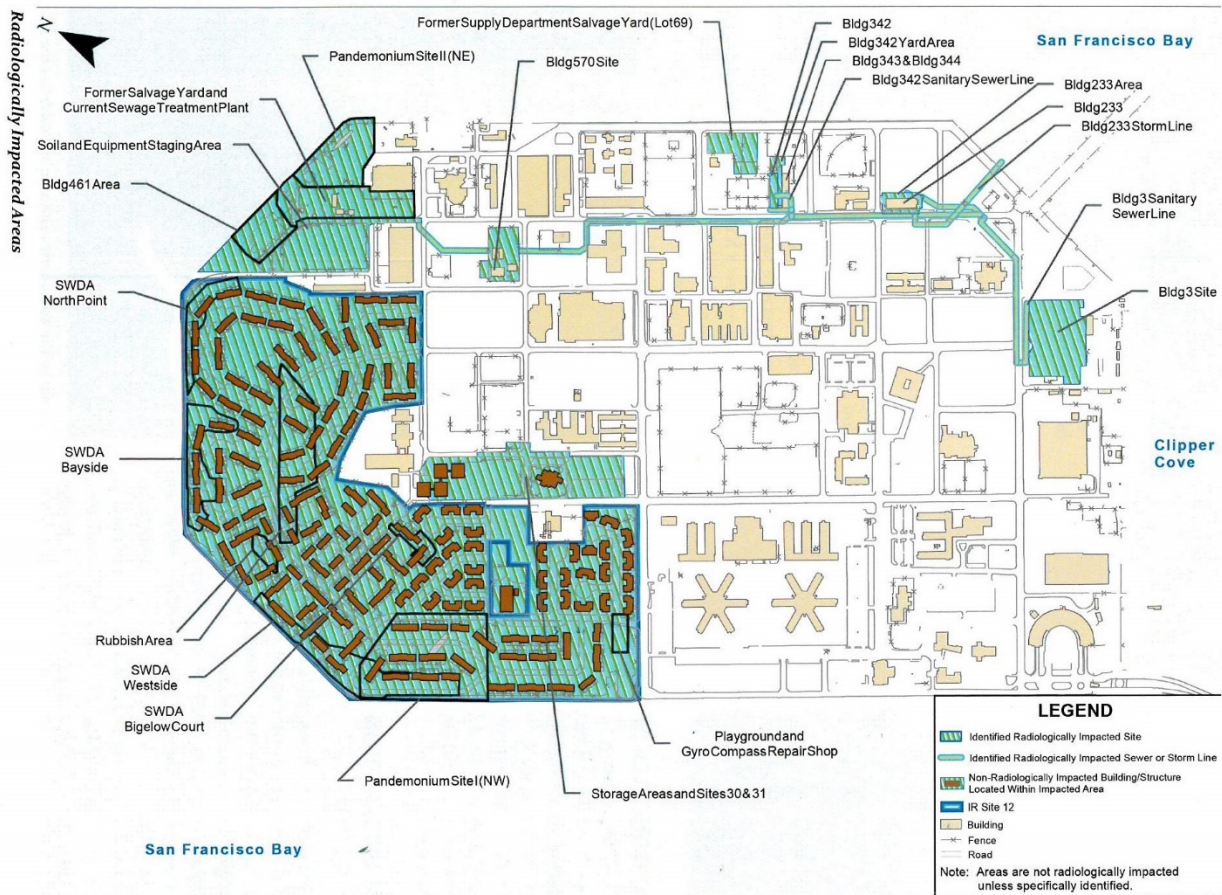 Radiologically Impacted Areas
N
Former Supply Department Salvage Yard (Lot 69)
Bldg 342
Bldg 342 Yard Area
Bldg 343 & Bldg 344
Bldg 342 Sanitary Sewer Line
San Francisco Bay
Pandemonium Site II (NE)
Bldg 570 Site
Bldg 233 Area
Bldg 233
Bldg 233 Storm Line
Former Salvage Yard and
Current Sewage Treatment Plant
Soil and Equipment Staging Area
Bldg 461 Area
Bldg 3 Sanitary
Sewer Line
SWDA
North Point
Bldg 3 Site
SWDA
Bayside
Clipper
Cove
Rubbish Area
SWDA
Westside
SWDA
Bigelow Court
Pandemonium Site I (NW)
Playground and
Gyro Compass Repair Shop
Storage Areas and Sites 30 & 31
San Francisco Bay
LEGEND
Identified Radiologically Impacted Site
Identified Radiologically Impacted Sewer or Storm Line
Non-Radiologically Impacted Building/Structure
Located Within Impacted Area
IR Site 12
Building
Fence
Road
Note: Areas are not radiologically impacted
unless specifically identified.